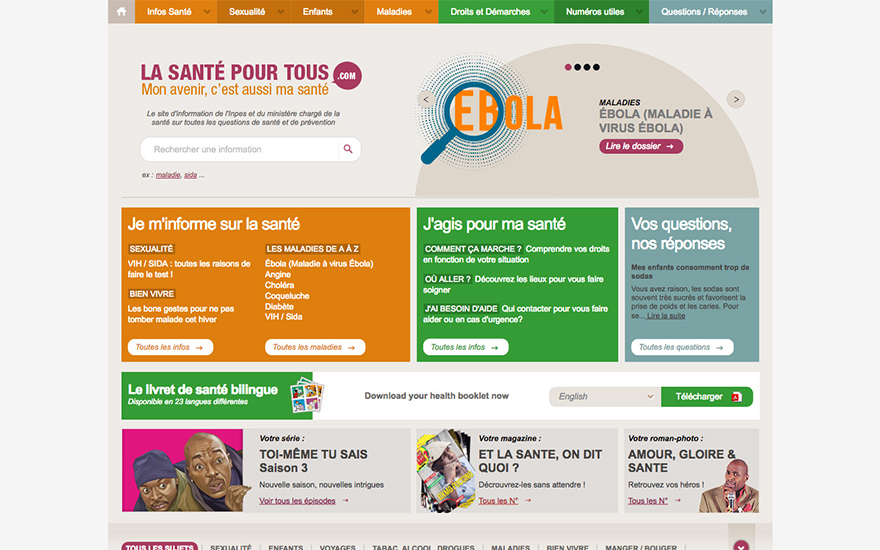 Infos Santé
Sexualité
Enfants
Maladies
Droits et Démarches
Numéros utiles
Questions / Réponses
LA SANTÉ POUR TOUS .COM
Mon avenir, c'est aussi ma santé
Le site d'information de l'Inpes et du ministère chargé de la
santé sur toutes les questions de santé et de prévention
Rechercher une information
ex : maladie, sida ...
<
ÉBOLA
MALADIES
ÉBOLA (MALADIE À
VIRUS ÉBOLA)
Lire le dossier →
>
Je m'informe sur la santé
SEXUALITÉ
VIH / SIDA : toutes les raisons de
faire le test !
BIEN VIVRE
Les bons gestes pour ne pas
tomber malade cet hiver
Toutes les infos →
LES MALADIES DE A À Z
Ébola (Maladie à virus Ébola)
Angine
Choléra
Coqueluche
Diabète
VIH / Sida
Toutes les maladies →
J'agis pour ma santé
COMMENT ÇA MARCHE ? Comprendre vos droits
en fonction de votre situation
OÙ ALLER ? Découvrez les lieux pour vous faire
soigner
J'AI BESOIN D'AIDE Qui contacter pour vous faire
aider ou en cas d'urgence?
Toutes les infos →
Vos questions,
nos réponses
Mes enfants consomment trop de
sodas
Vous avez raison, les sodas sont
souvent très sucrés et favorisent la
prise de poids et les caries. Pour
se... Lire la suite
Toutes les questions →
Le livret de santé bilingue
Disponible en 23 langues différentes
Download your health booklet now
English
Télécharger
Votre série :
TOI-MÊME TU SAIS
Saison 3
Nouvelle saison, nouvelles intrigues
Voir tous les épisodes →
Votre magazine :
ET LA SANTE, ON DIT
QUOI ?
Découvrez-les sans attendre !
Tous les N° →
Votre roman-photo :
AMOUR, GLOIRE &
SANTE
Retrouvez vos héros !
Tous les N° →
TOUS LES SUJETS
SEXUALITÉ
ENFANTS
VOYAGES
TABAC, ALCOOL, DROGUES
MALADIES
BIEN VIVRE
MANGER / BOUGER